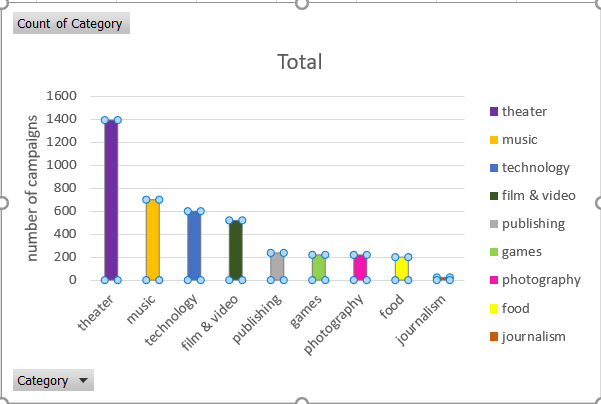 Count of Category
Total
number of campaigns
1600
1400
1200
1000
800
600
400
200
0
theater
music
technology
film & video
publishing
games
photography
food
journalism
theater
music
technology
film & video
publishing
games
photography
food
journalism
Category